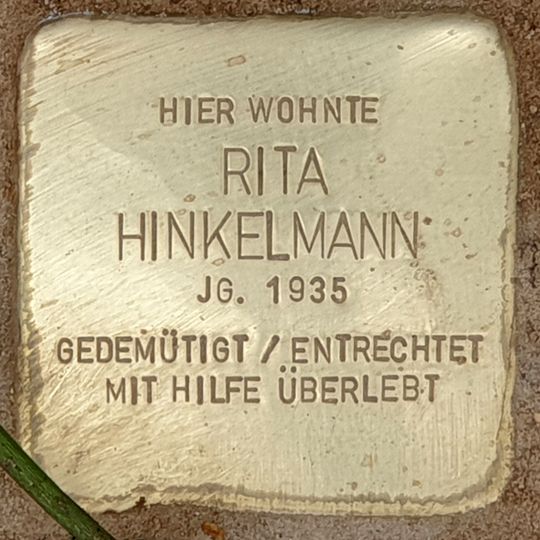 HIER WOHNTE
RITA
HINKELMANN
JG. 1935
GEDEMÜTIGT / ENTRECHTET
MIT HILFE ÜBERLEBT